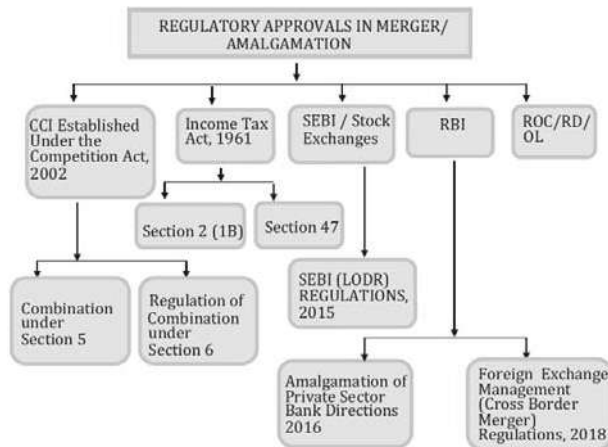 REGULATORY APPROVALS IN MERGER/
AMALGAMATION
CCI Established
Under the
Competition Act,
2002
Income Tax
Act, 1961
SEBI / Stock
Exchanges
RBI
ROC/RD/
OL
Section 2 (1B)
Section 47
SEBI (LODR)
REGULATIONS,
2015
Combination
under
Section 5
Regulation of
Combination
under
Section 6
Amalgamation of
Private Sector
Bank Directions
2016
Foreign Exchange
Management
(Cross Border
Merger)
Regulations, 2018